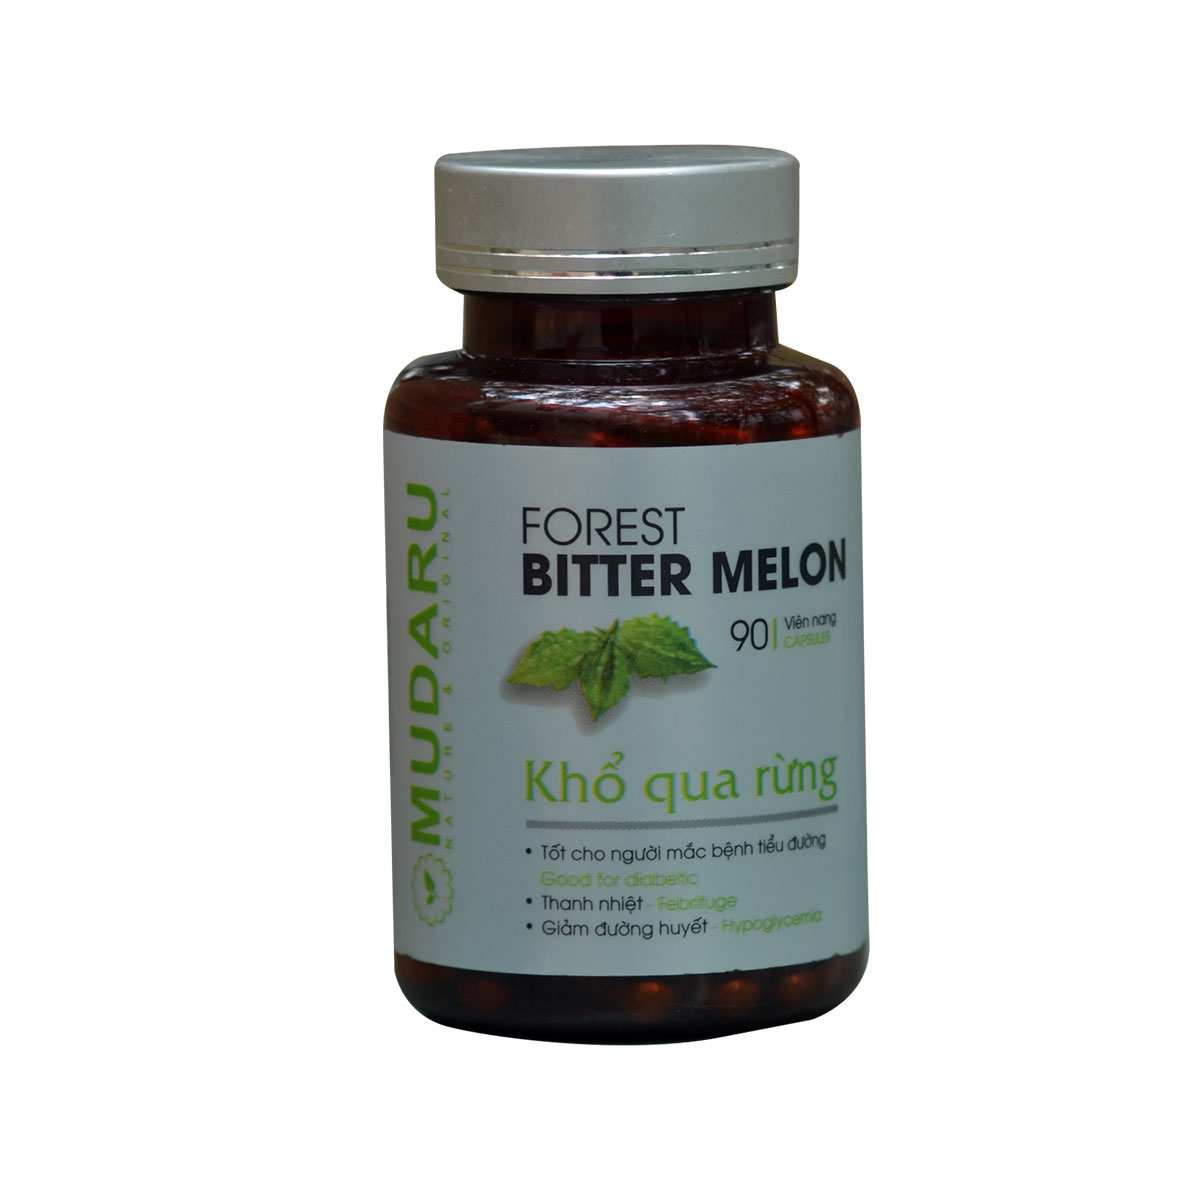 MUDARU
NATURE & ORIGINAL
FOREST
BITTER MELON
90 Viên nang
CAPSULES
Khổ qua rừng
• Tốt cho người mắc bệnh tiểu đường
Good for diabetic
• Thanh nhiệt - Febrifuge
• Giảm đường huyết - Hypoglycemia